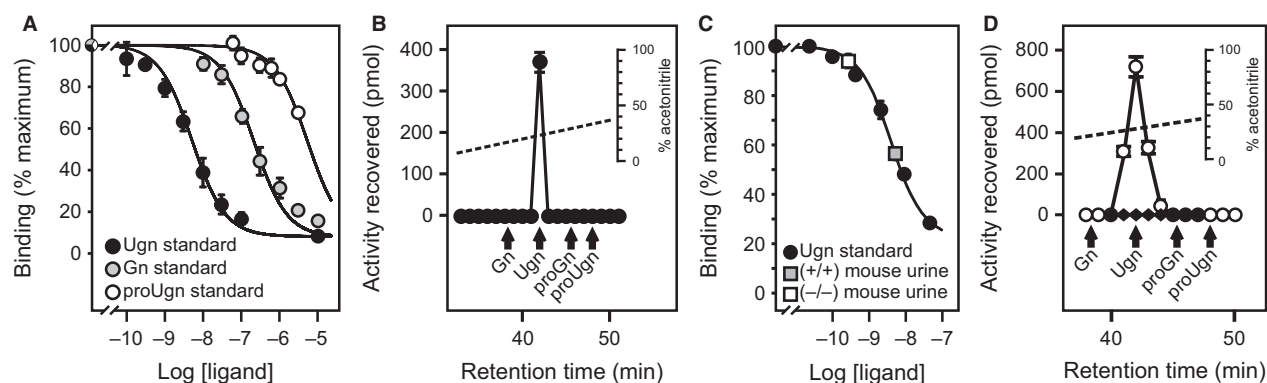 A
Binding (% maximum)
100
80
60
40
20
0
Ugn standard
Gn standard
proUgn standard
–10 –9 –8 –7 –6 –5
Log [ligand]
B
Activity recovered (pmol)
400
300
200
100
0
100
50
0
% acetonitrile
Gn
Ugn
proGn
proUgn
40 50
Retention time (min)
C
Binding (% maximum)
100
80
60
40
20
0
Ugn standard
(+/+) mouse urine
(–/–) mouse urine
–10 –9 –8 –7
Log [ligand]
D
Activity recovered (pmol)
800
600
400
200
0
100
50
0
% acetonitrile
Gn
Ugn
proGn
proUgn
40 50
Retention time (min)